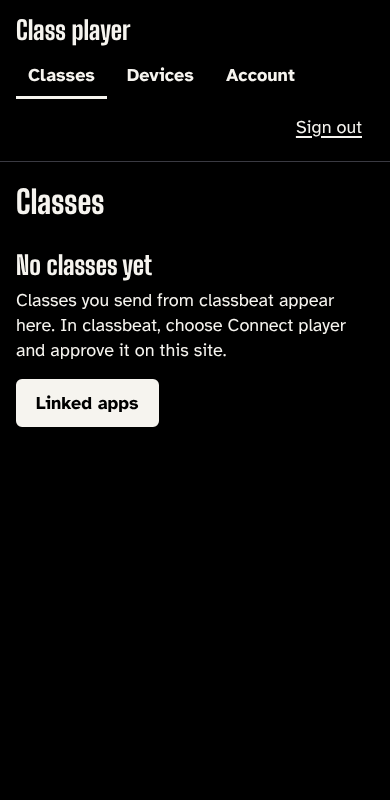 Class player
Classes Devices Account
Sign out
Classes
No classes yet
Classes you send from classbeat appear
here. In classbeat, choose Connect player
and approve it on this site.
Linked apps